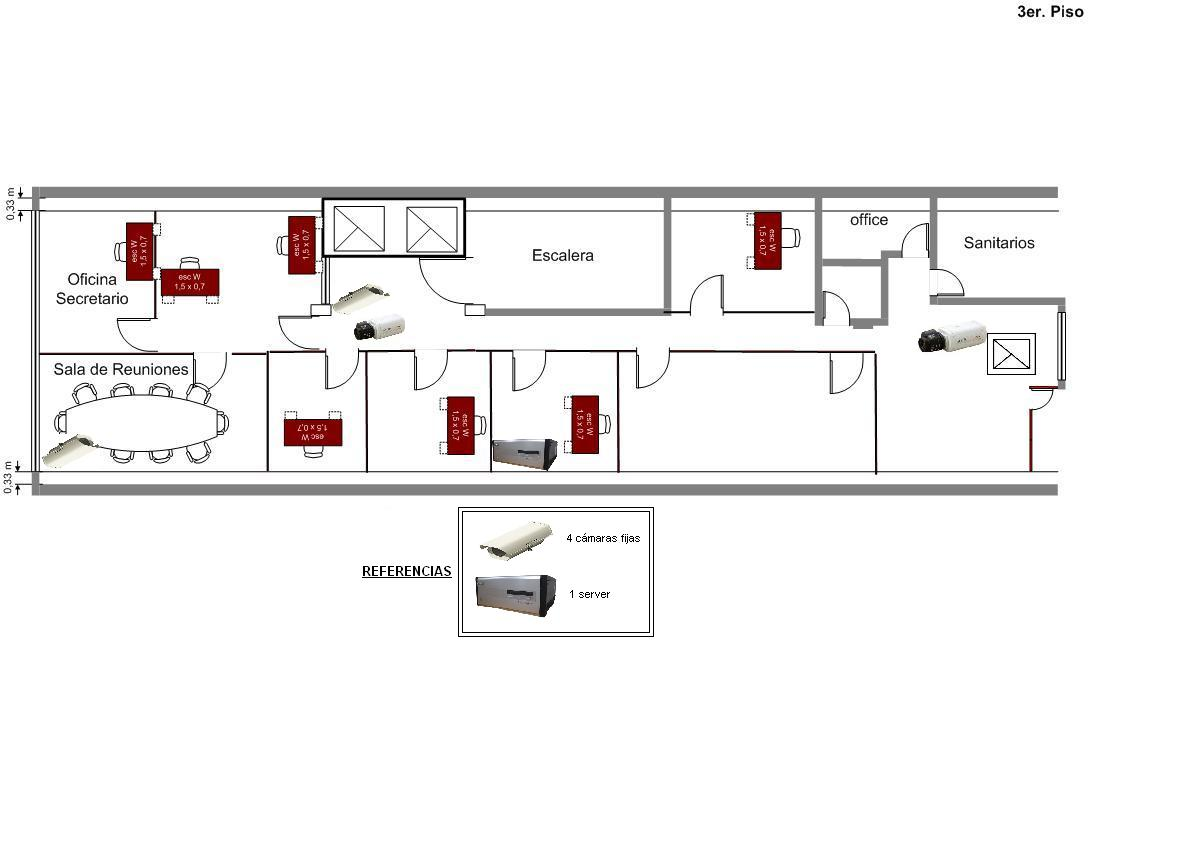 3er. Piso
0,33 m
esc W
1,5 x 0,7
esc W
1,5 x 0,7
esc W
1,5 x 0,7
Oficina
Secretario
Escalera
esc W
1,5 x 0,7
office
Sanitarios
Sala de Reuniones
esc W
1,5 x 0,7
esc W
1,5 x 0,7
esc W
1,5 x 0,7
0,33 m
4 cámaras fijas
REFERENCIAS
1 server